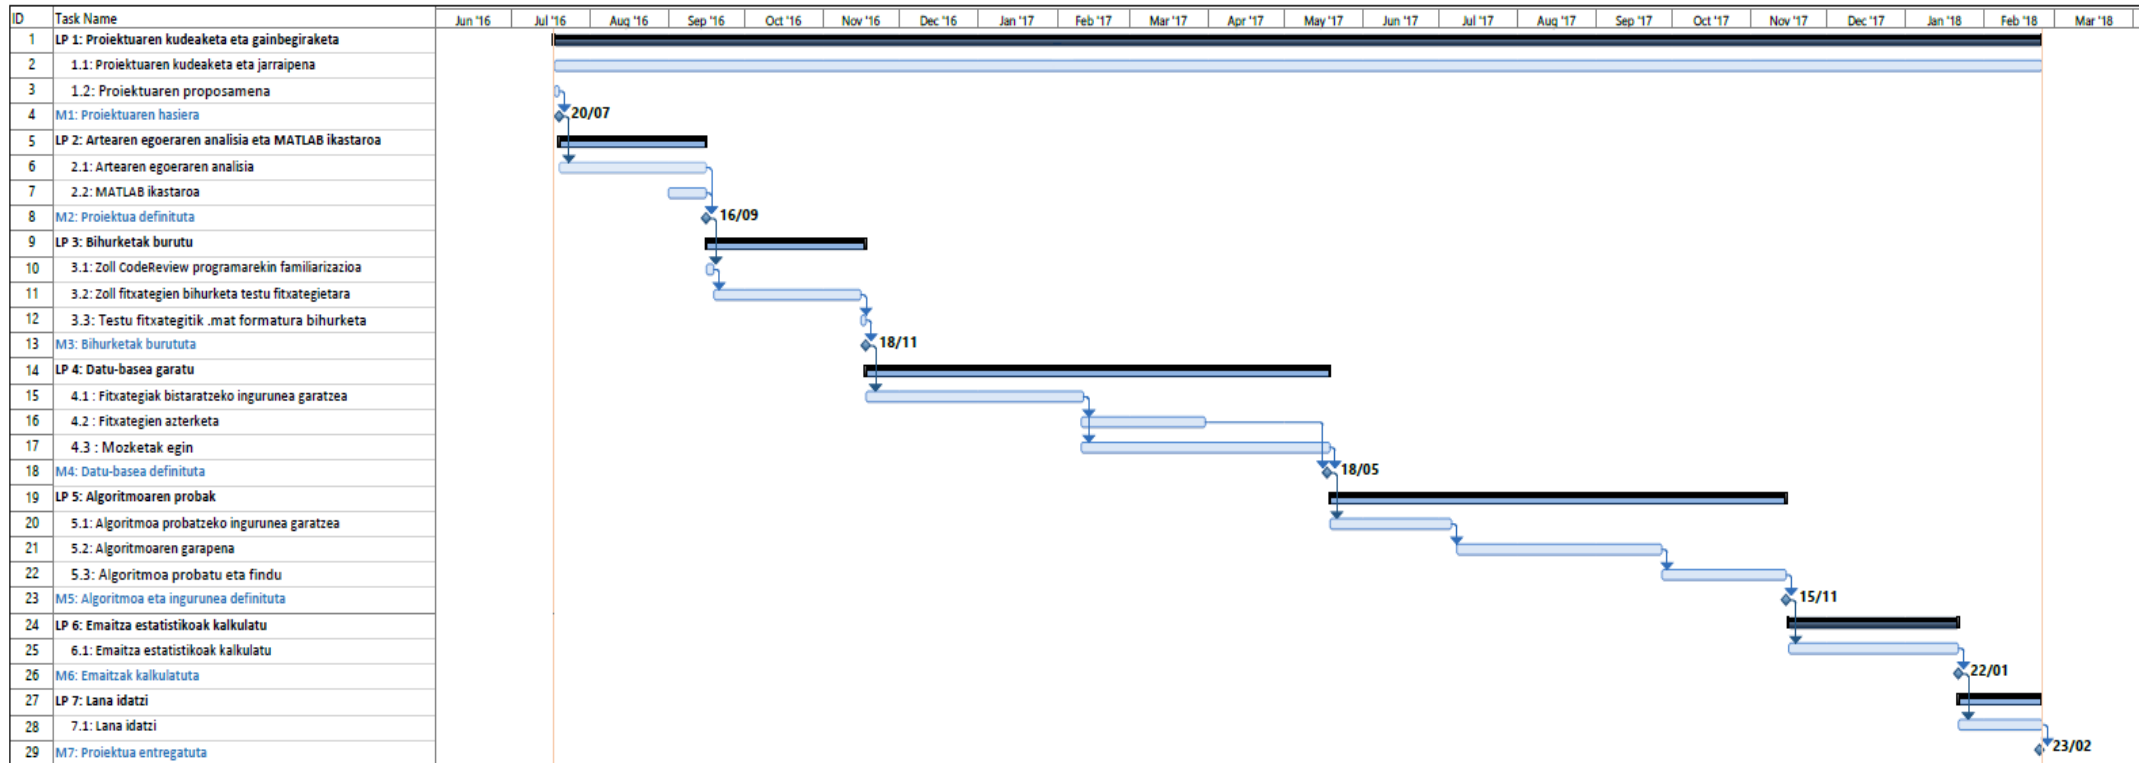 ID Task Name Jun '16 Jul '16 Aug '16 Sep '16 Oct '16 Nov '16 Dec '16 Jan '17 Feb '17 Mar '17 Apr '17 May '17 Jun '17 Jul '17 Aug '17 Sep '17 Oct '17 Nov '17 Dec '17 Jan '18 Feb '18 Mar '18
1 LP 1: Proiektuaren kudeaketa eta gainbegiraketa
2 1.1: Proiektuaren kudeaketa eta jarraipena
3 1.2: Proiektuaren proposamena
4 M1: Proiektuaren hasiera 20/07
5 LP 2: Artearen egoeraren analisia eta MATLAB ikastaroa
6 2.1: Artearen egoeraren analisia
7 2.2: MATLAB ikastaroa
8 M2: Proiektua definituta 16/09
9 LP 3: Bihurketak burutu
10 3.1: Zoll CodeReview programarekin familiarizazioa
11 3.2: Zoll fitxategien bihurketa testu fitxategietara
12 3.3: Testu fitxategitik .mat formatura bihurketa
13 M3: Bihurketak burututa 18/11
14 LP 4: Datu-basea garatu
15 4.1 : Fitxategiak bistaratzeko ingurunea garatzea
16 4.2 : Fitxategien azterketa
17 4.3 : Mozketak egin
18 M4: Datu-basea definituta 18/05
19 LP 5: Algoritmoaren probak
20 5.1: Algoritmoa probatzeko ingurunea garatzea
21 5.2: Algoritmoaren garapena
22 5.3: Algoritmoa probatu eta findu
23 M5: Algoritmoa eta ingurunea definituta 15/11
24 LP 6: Emaitza estatistikoak kalkulatu
25 6.1: Emaitza estatistikoak kalkulatu
26 M6: Emaitzak kalkulatuta 22/01
27 LP 7: Lana idatzi
28 7.1: Lana idatzi
29 M7: Proiektua entregatuta 23/02